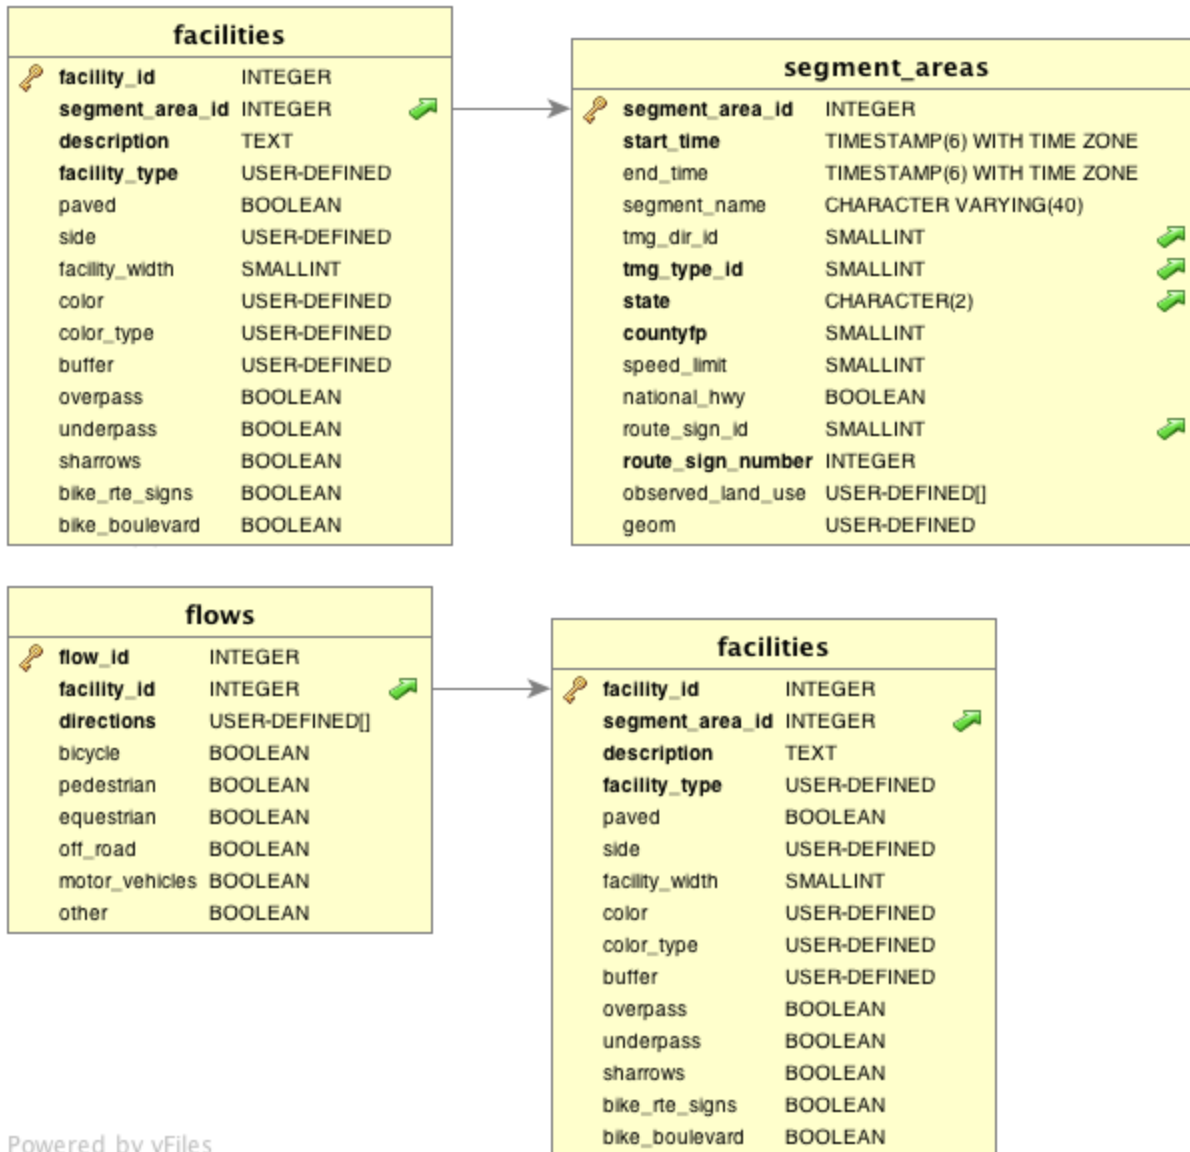 facilities
facility_id INTEGER
segment_area_id INTEGER
description TEXT
facility_type USER-DEFINED
paved BOOLEAN
side USER-DEFINED
facility_width SMALLINT
color USER-DEFINED
color_type USER-DEFINED
buffer USER-DEFINED
overpass BOOLEAN
underpass BOOLEAN
sharrows BOOLEAN
bike_rte_signs BOOLEAN
bike_boulevard BOOLEAN
segment_areas
segment_area_id INTEGER
start_time TIMESTAMP(6) WITH TIME ZONE
end_time TIMESTAMP(6) WITH TIME ZONE
segment_name CHARACTER VARYING(40)
tmg_dir_id SMALLINT
tmg_type_id SMALLINT
state CHARACTER(2)
countyfp SMALLINT
speed_limit SMALLINT
national_hwy BOOLEAN
route_sign_id SMALLINT
route_sign_number INTEGER
observed_land_use USER-DEFINED[]
geom USER-DEFINED
flows
flow_id INTEGER
facility_id INTEGER
directions USER-DEFINED[]
bicycle BOOLEAN
pedestrian BOOLEAN
equestrian BOOLEAN
off_road BOOLEAN
motor_vehicles BOOLEAN
other BOOLEAN
facilities
facility_id INTEGER
segment_area_id INTEGER
description TEXT
facility_type USER-DEFINED
paved BOOLEAN
side USER-DEFINED
facility_width SMALLINT
color USER-DEFINED
color_type USER-DEFINED
buffer USER-DEFINED
overpass BOOLEAN
underpass BOOLEAN
sharrows BOOLEAN
bike_rte_signs BOOLEAN
bike_boulevard BOOLEAN
Powered by yFiles